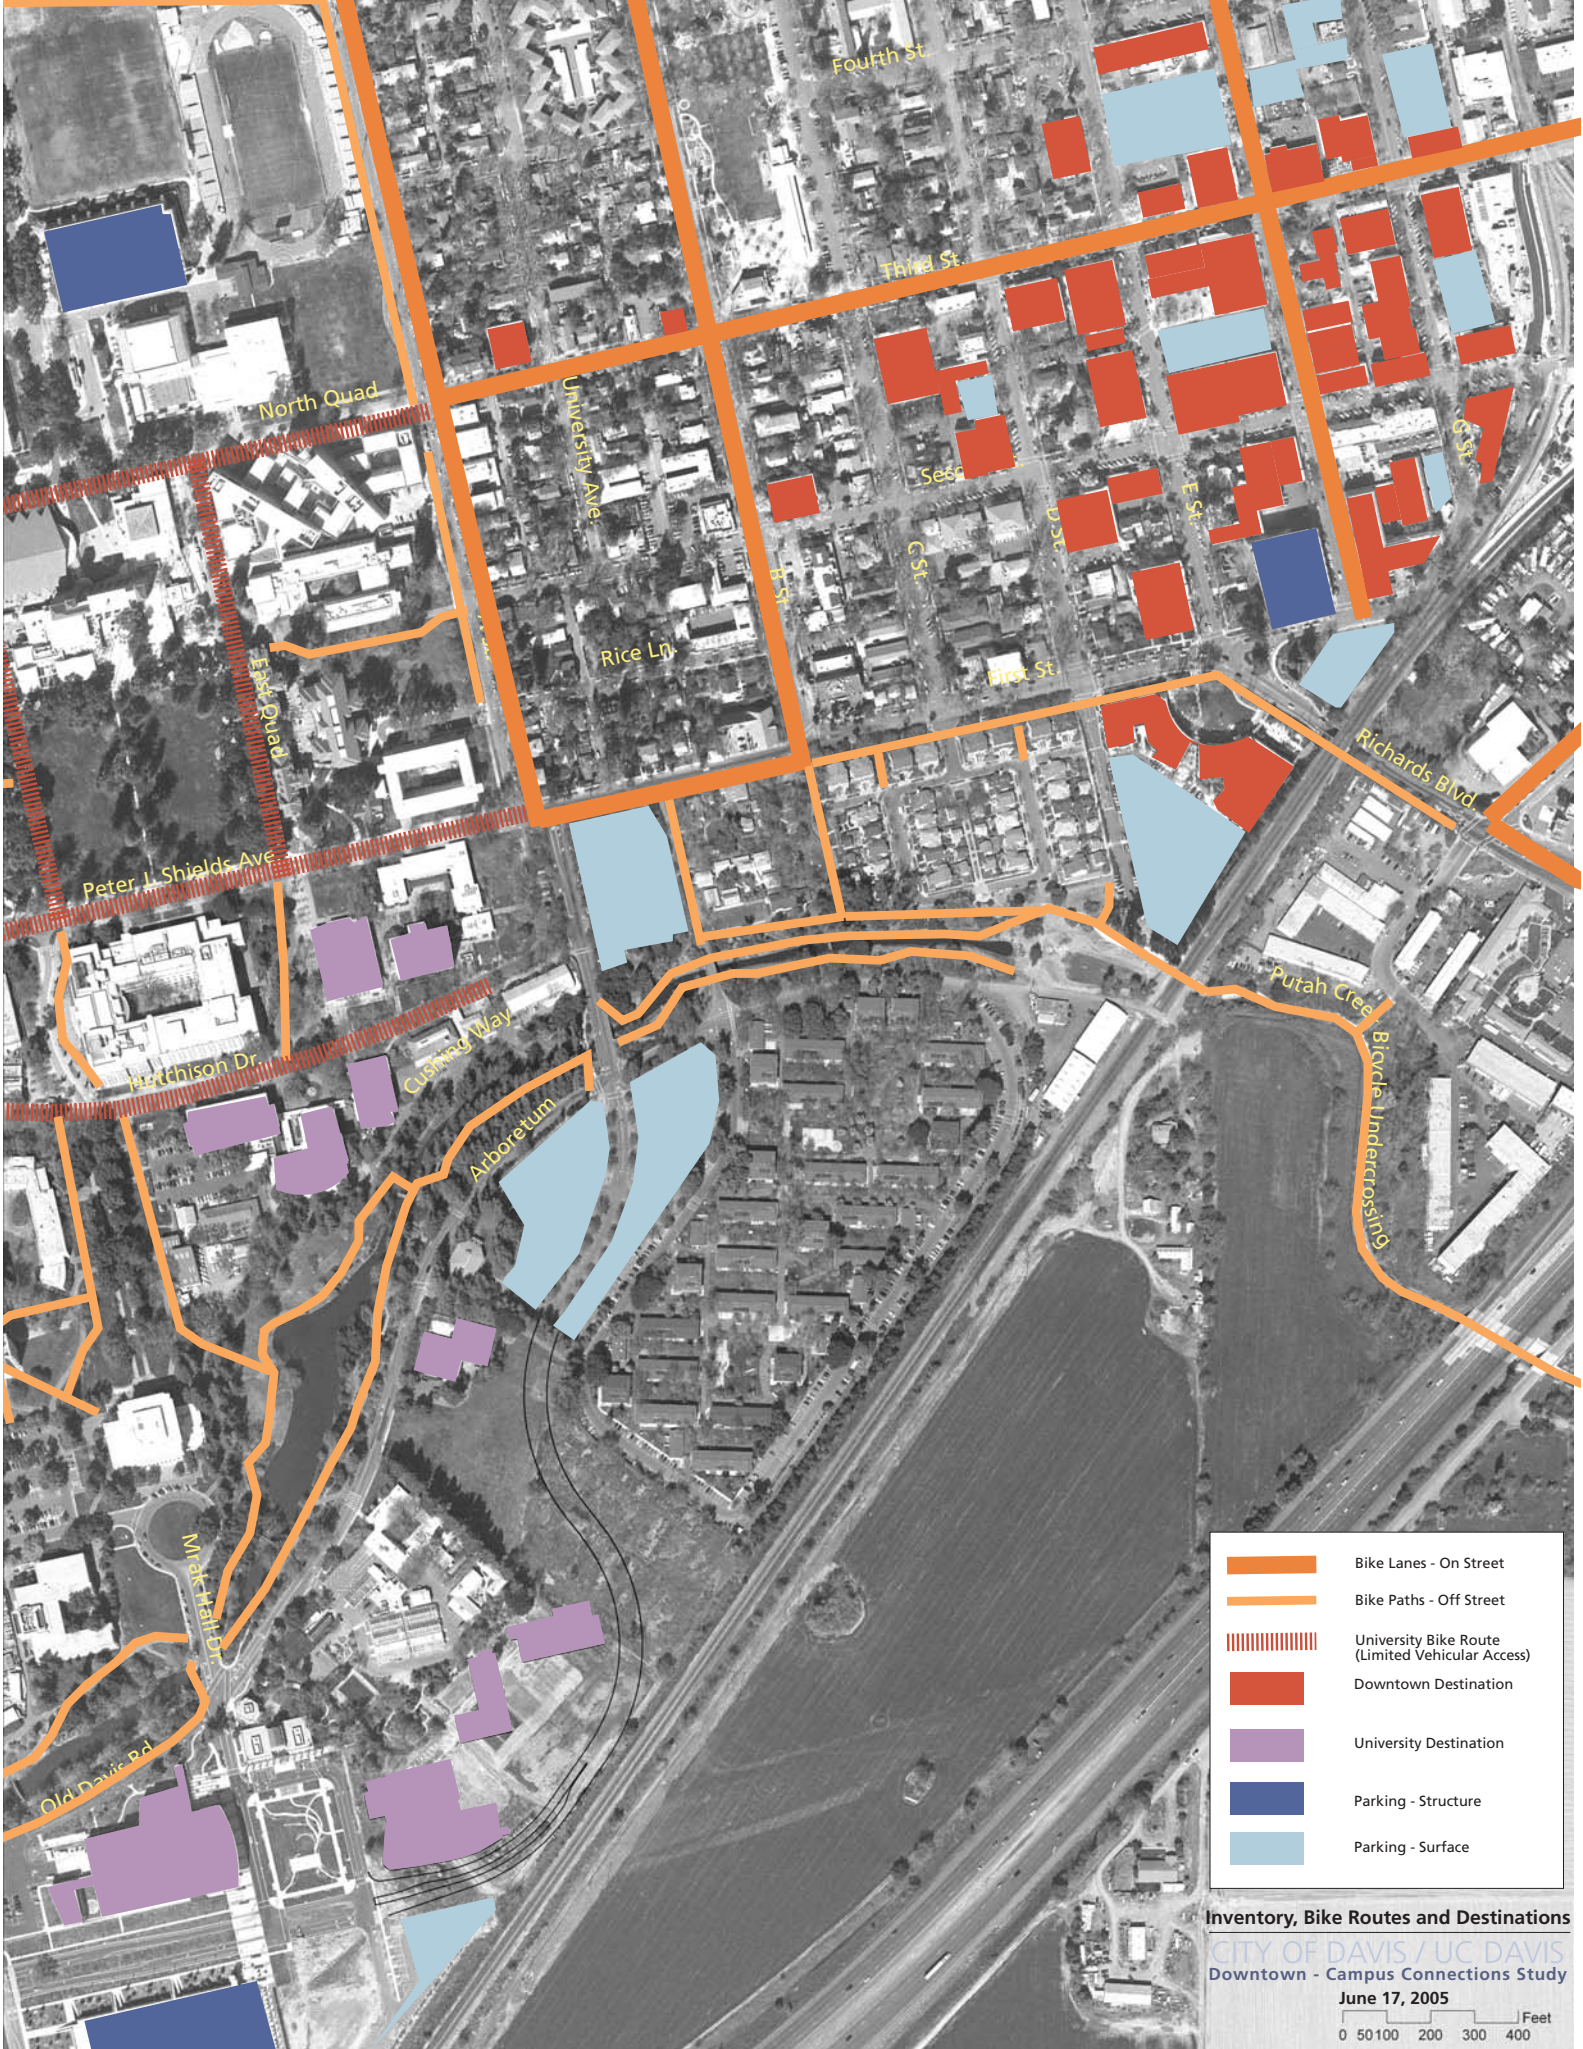 Fourth St.
Third St.
North Quad
University Ave.
G St.
E St.
D St.
C St.
B St.
Rice Ln.
First St.
East Quad
Richards Blvd.
Peter J. Shields Ave
Putah Cree
Bicycle Undercrossing
Cushing Way
Hutchison Dr.
Arboretum
Mrak Hall Dr.
Old Davis Rd
Bike Lanes - On Street
Bike Paths - Off Street
University Bike Route
(Limited Vehicular Access)
Downtown Destination
University Destination
Parking - Structure
Parking - Surface
Inventory, Bike Routes and Destinations
CITY OF DAVIS / UC DAVIS
Downtown - Campus Connections Study
June 17, 2005
Feet
0 50 100 200 300 400